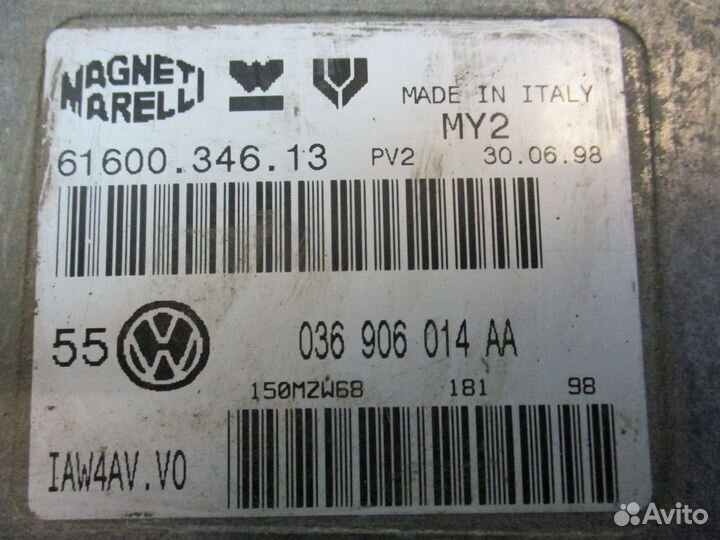 MAGNETI MARELLI
MADE IN ITALY
MY2
61600.346.13 PV2 30.06.98
55 VW 036 906 014 AA
150MZW68 181 98
IAW4AV.V0
Avito